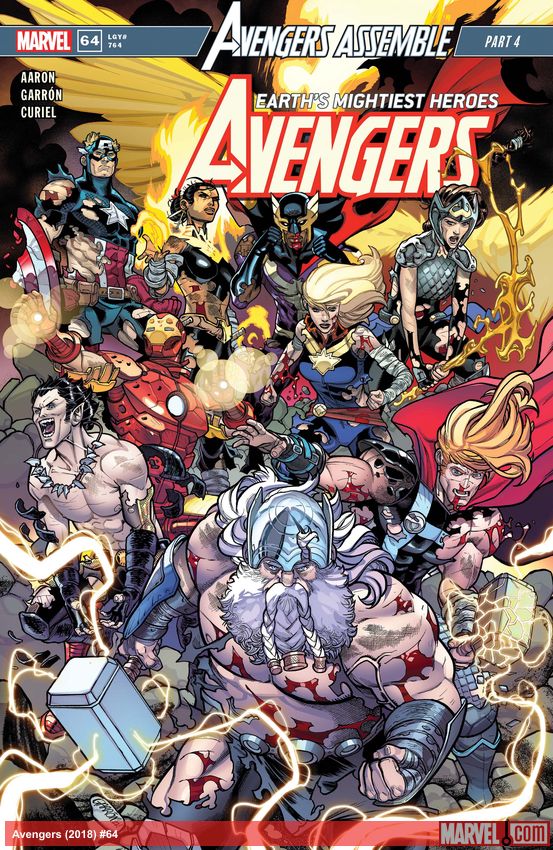 MARVEL
64
LGY#
764
AVENGERS ASSEMBLE
PART 4
AARON
GARRÓN
CURIEL
EARTH'S MIGHTIEST HEROES
AVENGERS
Avengers (2018) #64
MARVEL.com